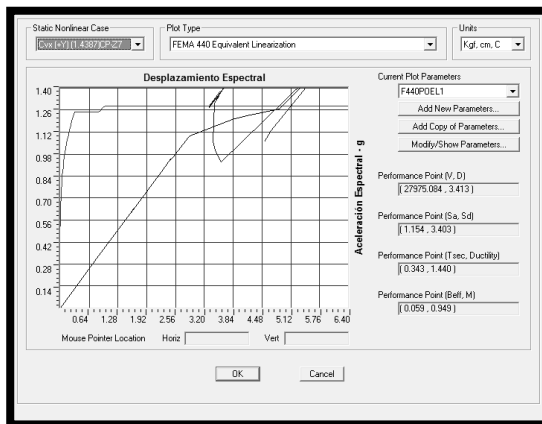 Static Nonlinear Case
Cvx (+Y) (1.4387)CP-Z7
Plot Type
FEMA 440 Equivalent Linearization
Units
Kgf, cm, C
Desplazamiento Espectral
1.40
1.26
1.12
0.98
0.84
0.70
0.56
0.42
0.28
0.14
0.64 1.28 1.92 2.56 3.20 3.84 4.48 5.12 5.76 6.40
Aceleración Espectral - g
Mouse Pointer Location Horiz Vert
Current Plot Parameters
F440POEL1
Add New Parameters...
Add Copy of Parameters...
Modify/Show Parameters...
Performance Point (V, D)
( 27975.084 , 3.413 )
Performance Point (Sa, Sd)
( 1.154 , 3.403 )
Performance Point (Tsec, Ductility)
( 0.343 , 1.440 )
Performance Point (Beff, M)
( 0.059 , 0.949 )
OK
Cancel